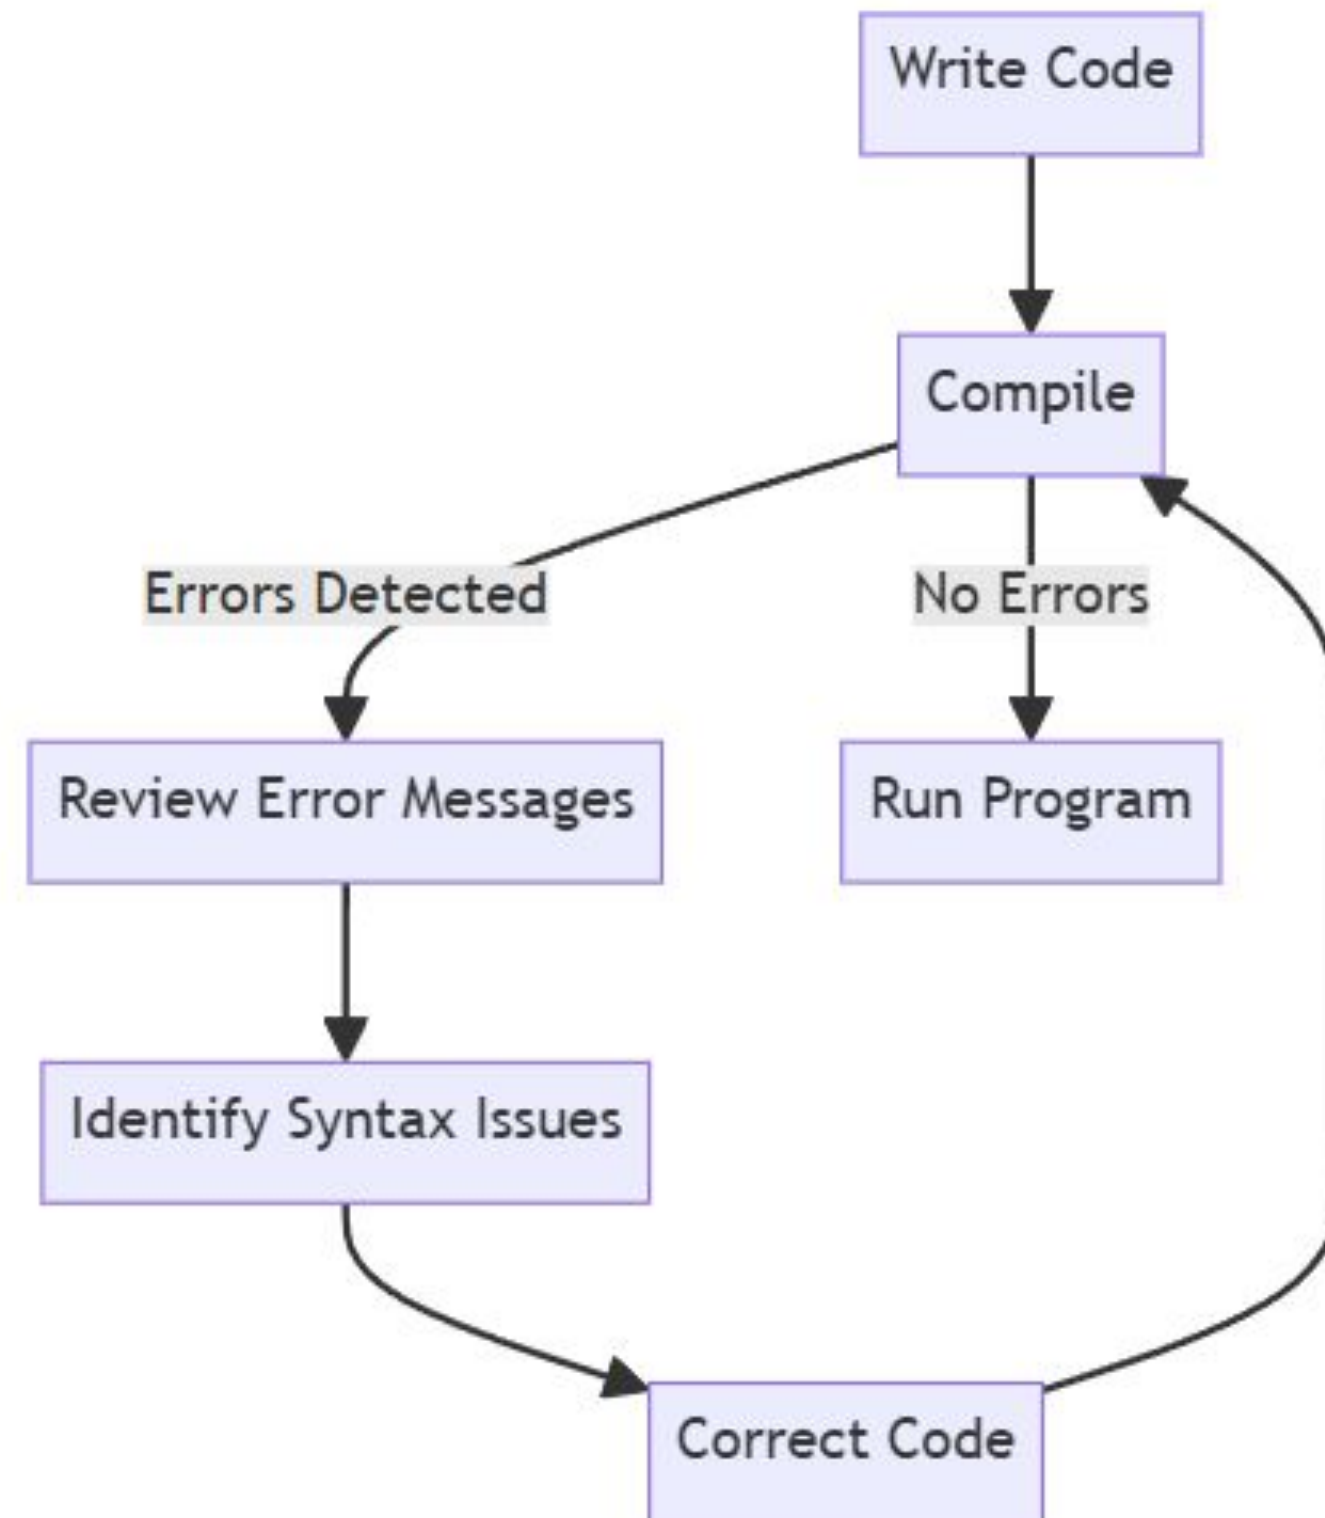 Write Code
Compile
Errors Detected
No Errors
Review Error Messages
Run Program
Identify Syntax Issues
Correct Code